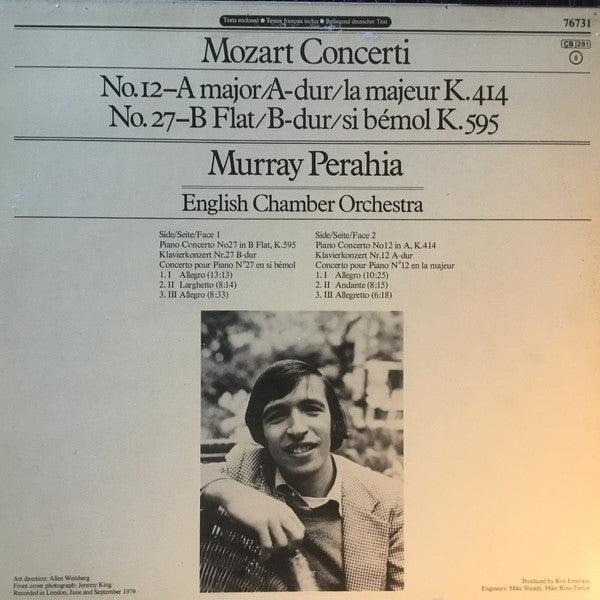 Texts enclosed ● Textes français inclus ● Beiliegend deutscher Text
76731
CB 281
Mozart Concerti
No.12–A major/A-dur/la majeur K.414
No. 27–B Flat/B-dur/si bémol K.595
Murray Perahia
English Chamber Orchestra
Side/Seite/Face 1
Piano Concerto No27 in B Flat, K.595
Klavierkonzert Nr.27 B-dur
Concerto pour Piano N°27 en si bémol
1. I Allegro (13:13)
2. II Larghetto (8:14)
3. III Allegro (8:33)
Side/Seite/Face 2
Piano Concerto No12 in A, K.414
Klavierkonzert Nr.12 A-dur
Concerto pour Piano N°12 en la majeur
1. I Allegro (10:25)
2. II Andante (8:15)
3. III Allegretto (6:18)
Art direction: Allen Weinberg
Front cover photograph: Jeremy King
Recorded in London, June and September 1979
Produced by Roy Emerson
Engineers: Mike Sheady, Mike Ross-Trevor